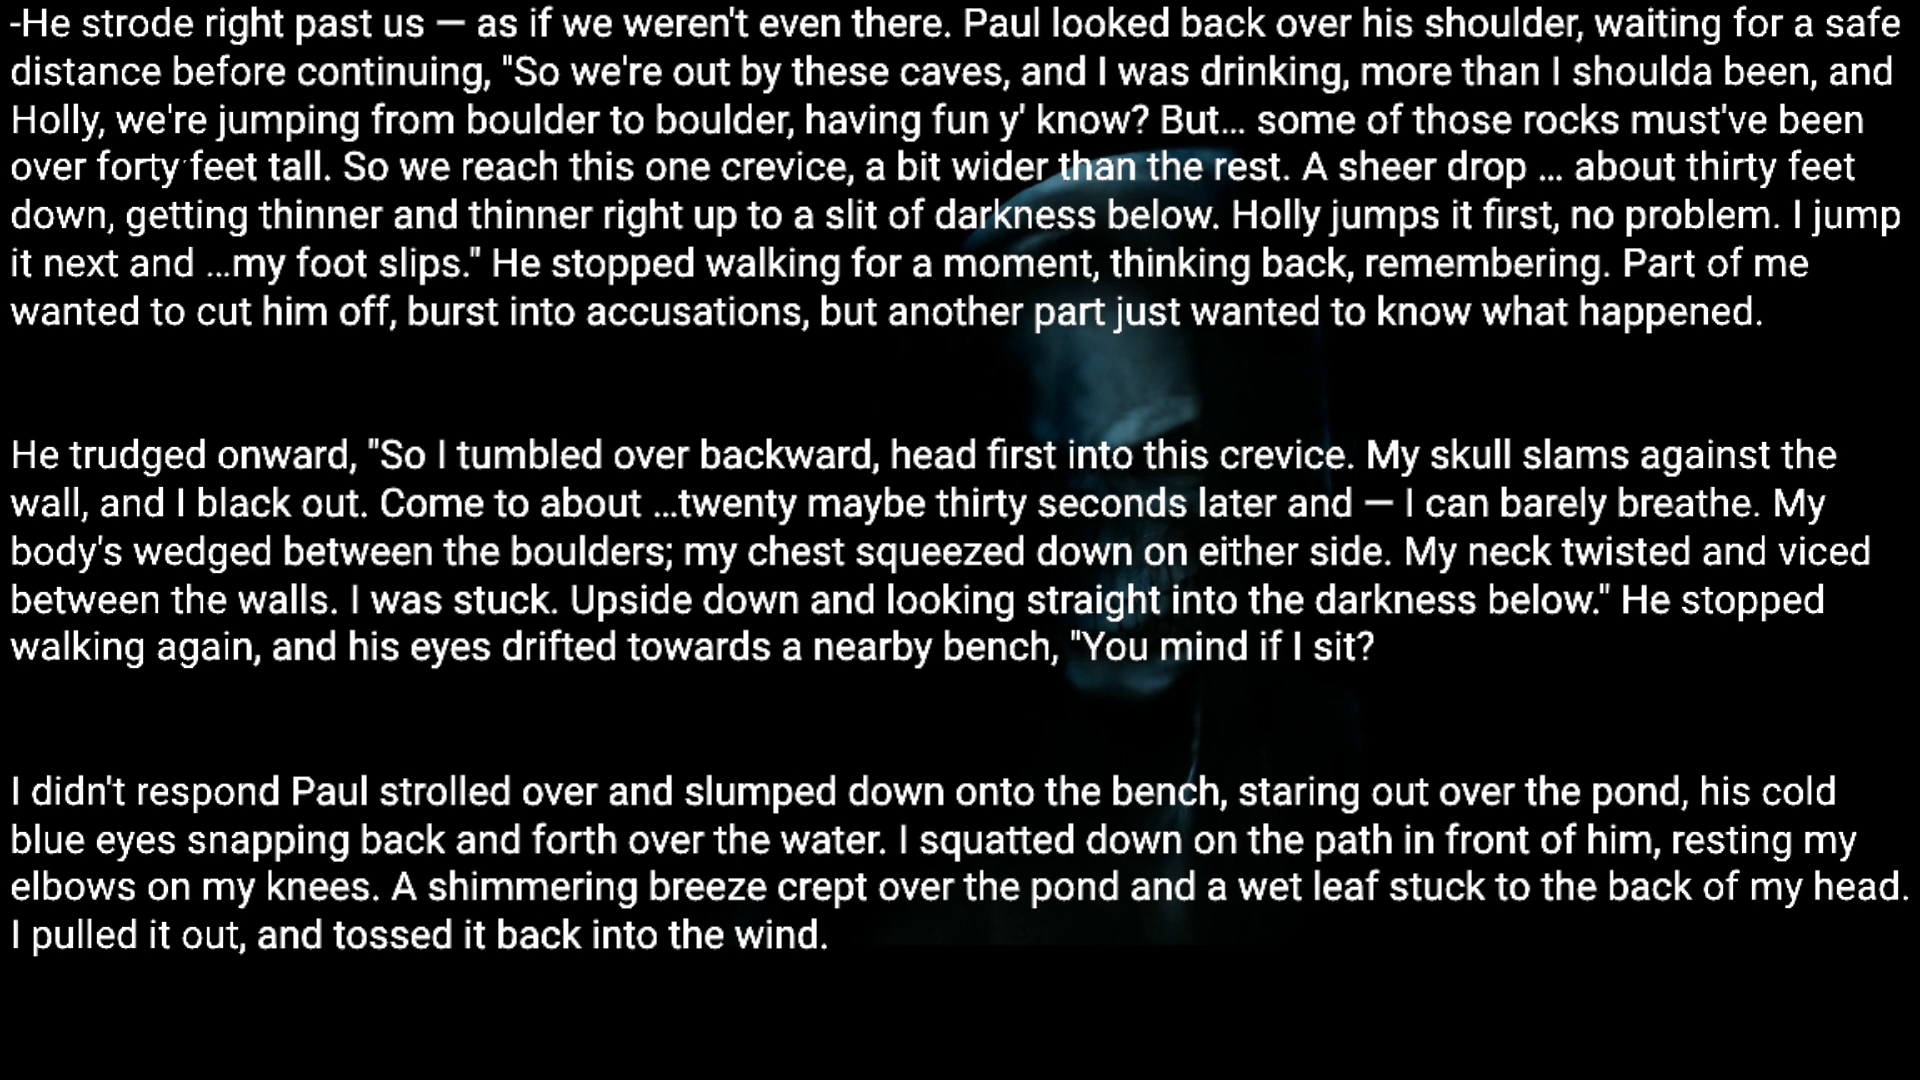 -He strode right past us — as if we weren't even there. Paul looked back over his shoulder, waiting for a safe
distance before continuing, "So we're out by these caves, and I was drinking, more than I shoulda been, and
Holly, we're jumping from boulder to boulder, having fun y' know? But… some of those rocks must've been
over forty feet tall. So we reach this one crevice, a bit wider than the rest. A sheer drop … about thirty feet
down, getting thinner and thinner right up to a slit of darkness below. Holly jumps it first, no problem. I jump
it next and …my foot slips." He stopped walking for a moment, thinking back, remembering. Part of me
wanted to cut him off, burst into accusations, but another part just wanted to know what happened.
He trudged onward, "So I tumbled over backward, head first into this crevice. My skull slams against the
wall, and I black out. Come to about …twenty maybe thirty seconds later and — I can barely breathe. My
body's wedged between the boulders; my chest squeezed down on either side. My neck twisted and viced
between the walls. I was stuck. Upside down and looking straight into the darkness below." He stopped
walking again, and his eyes drifted towards a nearby bench, "You mind if I sit?
I didn't respond Paul strolled over and slumped down onto the bench, staring out over the pond, his cold
blue eyes snapping back and forth over the water. I squatted down on the path in front of him, resting my
elbows on my knees. A shimmering breeze crept over the pond and a wet leaf stuck to the back of my head.
I pulled it out, and tossed it back into the wind.